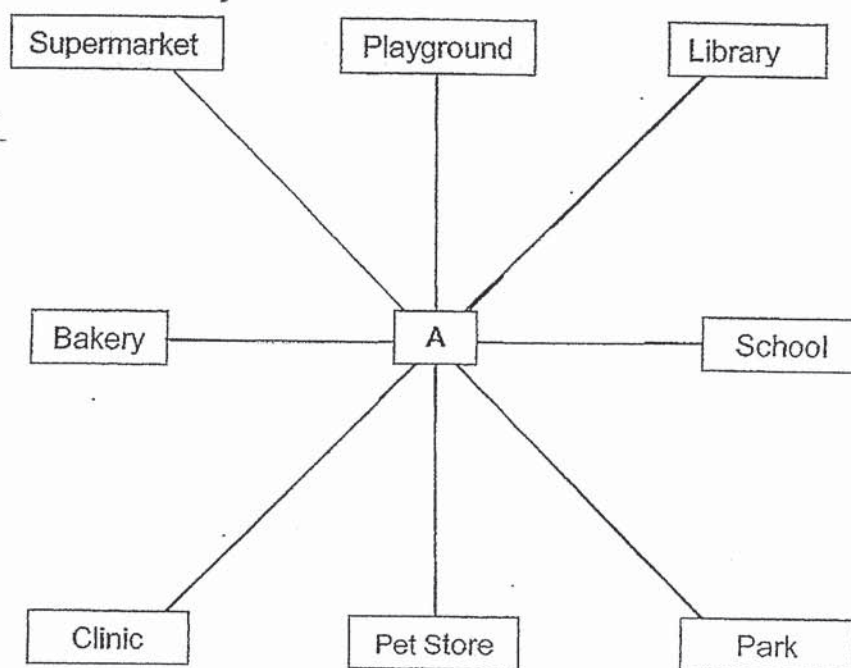 Supermarket
Playground
Library
Bakery
A
School
Clinic
Pet Store
Park